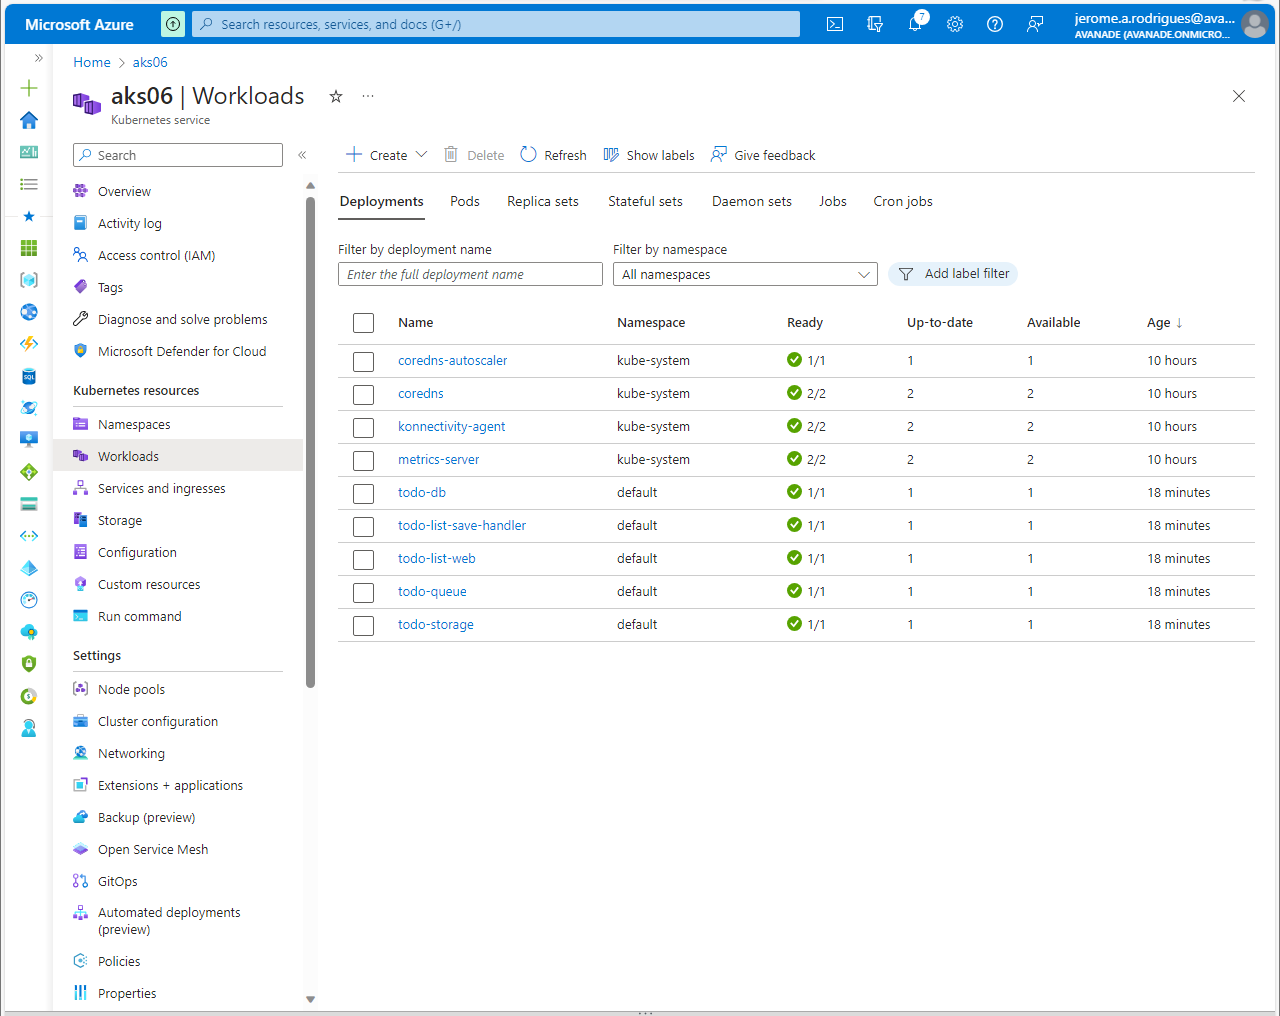 Microsoft Azure
Search resources, services, and docs (G+/)
7
jerome.a.rodrigues@ava...
AVANADE (AVANADE.ONMICRO...
Home > aks06
aks06 | Workloads
Kubernetes service
Search
Overview
Activity log
Access control (IAM)
Tags
Diagnose and solve problems
Microsoft Defender for Cloud
Kubernetes resources
Namespaces
Workloads
Services and ingresses
Storage
Configuration
Custom resources
Run command
Settings
Node pools
Cluster configuration
Networking
Extensions + applications
Backup (preview)
Open Service Mesh
GitOps
Automated deployments
(preview)
Policies
Properties
Create Delete Refresh Show labels Give feedback
Deployments Pods Replica sets Stateful sets Daemon sets Jobs Cron jobs
Filter by deployment name Filter by namespace
Enter the full deployment name All namespaces Add label filter
Name Namespace Ready Up-to-date Available Age ↓
coredns-autoscaler kube-system 1/1 1 1 10 hours
coredns kube-system 2/2 2 2 10 hours
konnectivity-agent kube-system 2/2 2 2 10 hours
metrics-server kube-system 2/2 2 2 10 hours
todo-db default 1/1 1 1 18 minutes
todo-list-save-handler default 1/1 1 1 18 minutes
todo-list-web default 1/1 1 1 18 minutes
todo-queue default 1/1 1 1 18 minutes
todo-storage default 1/1 1 1 18 minutes
SQL